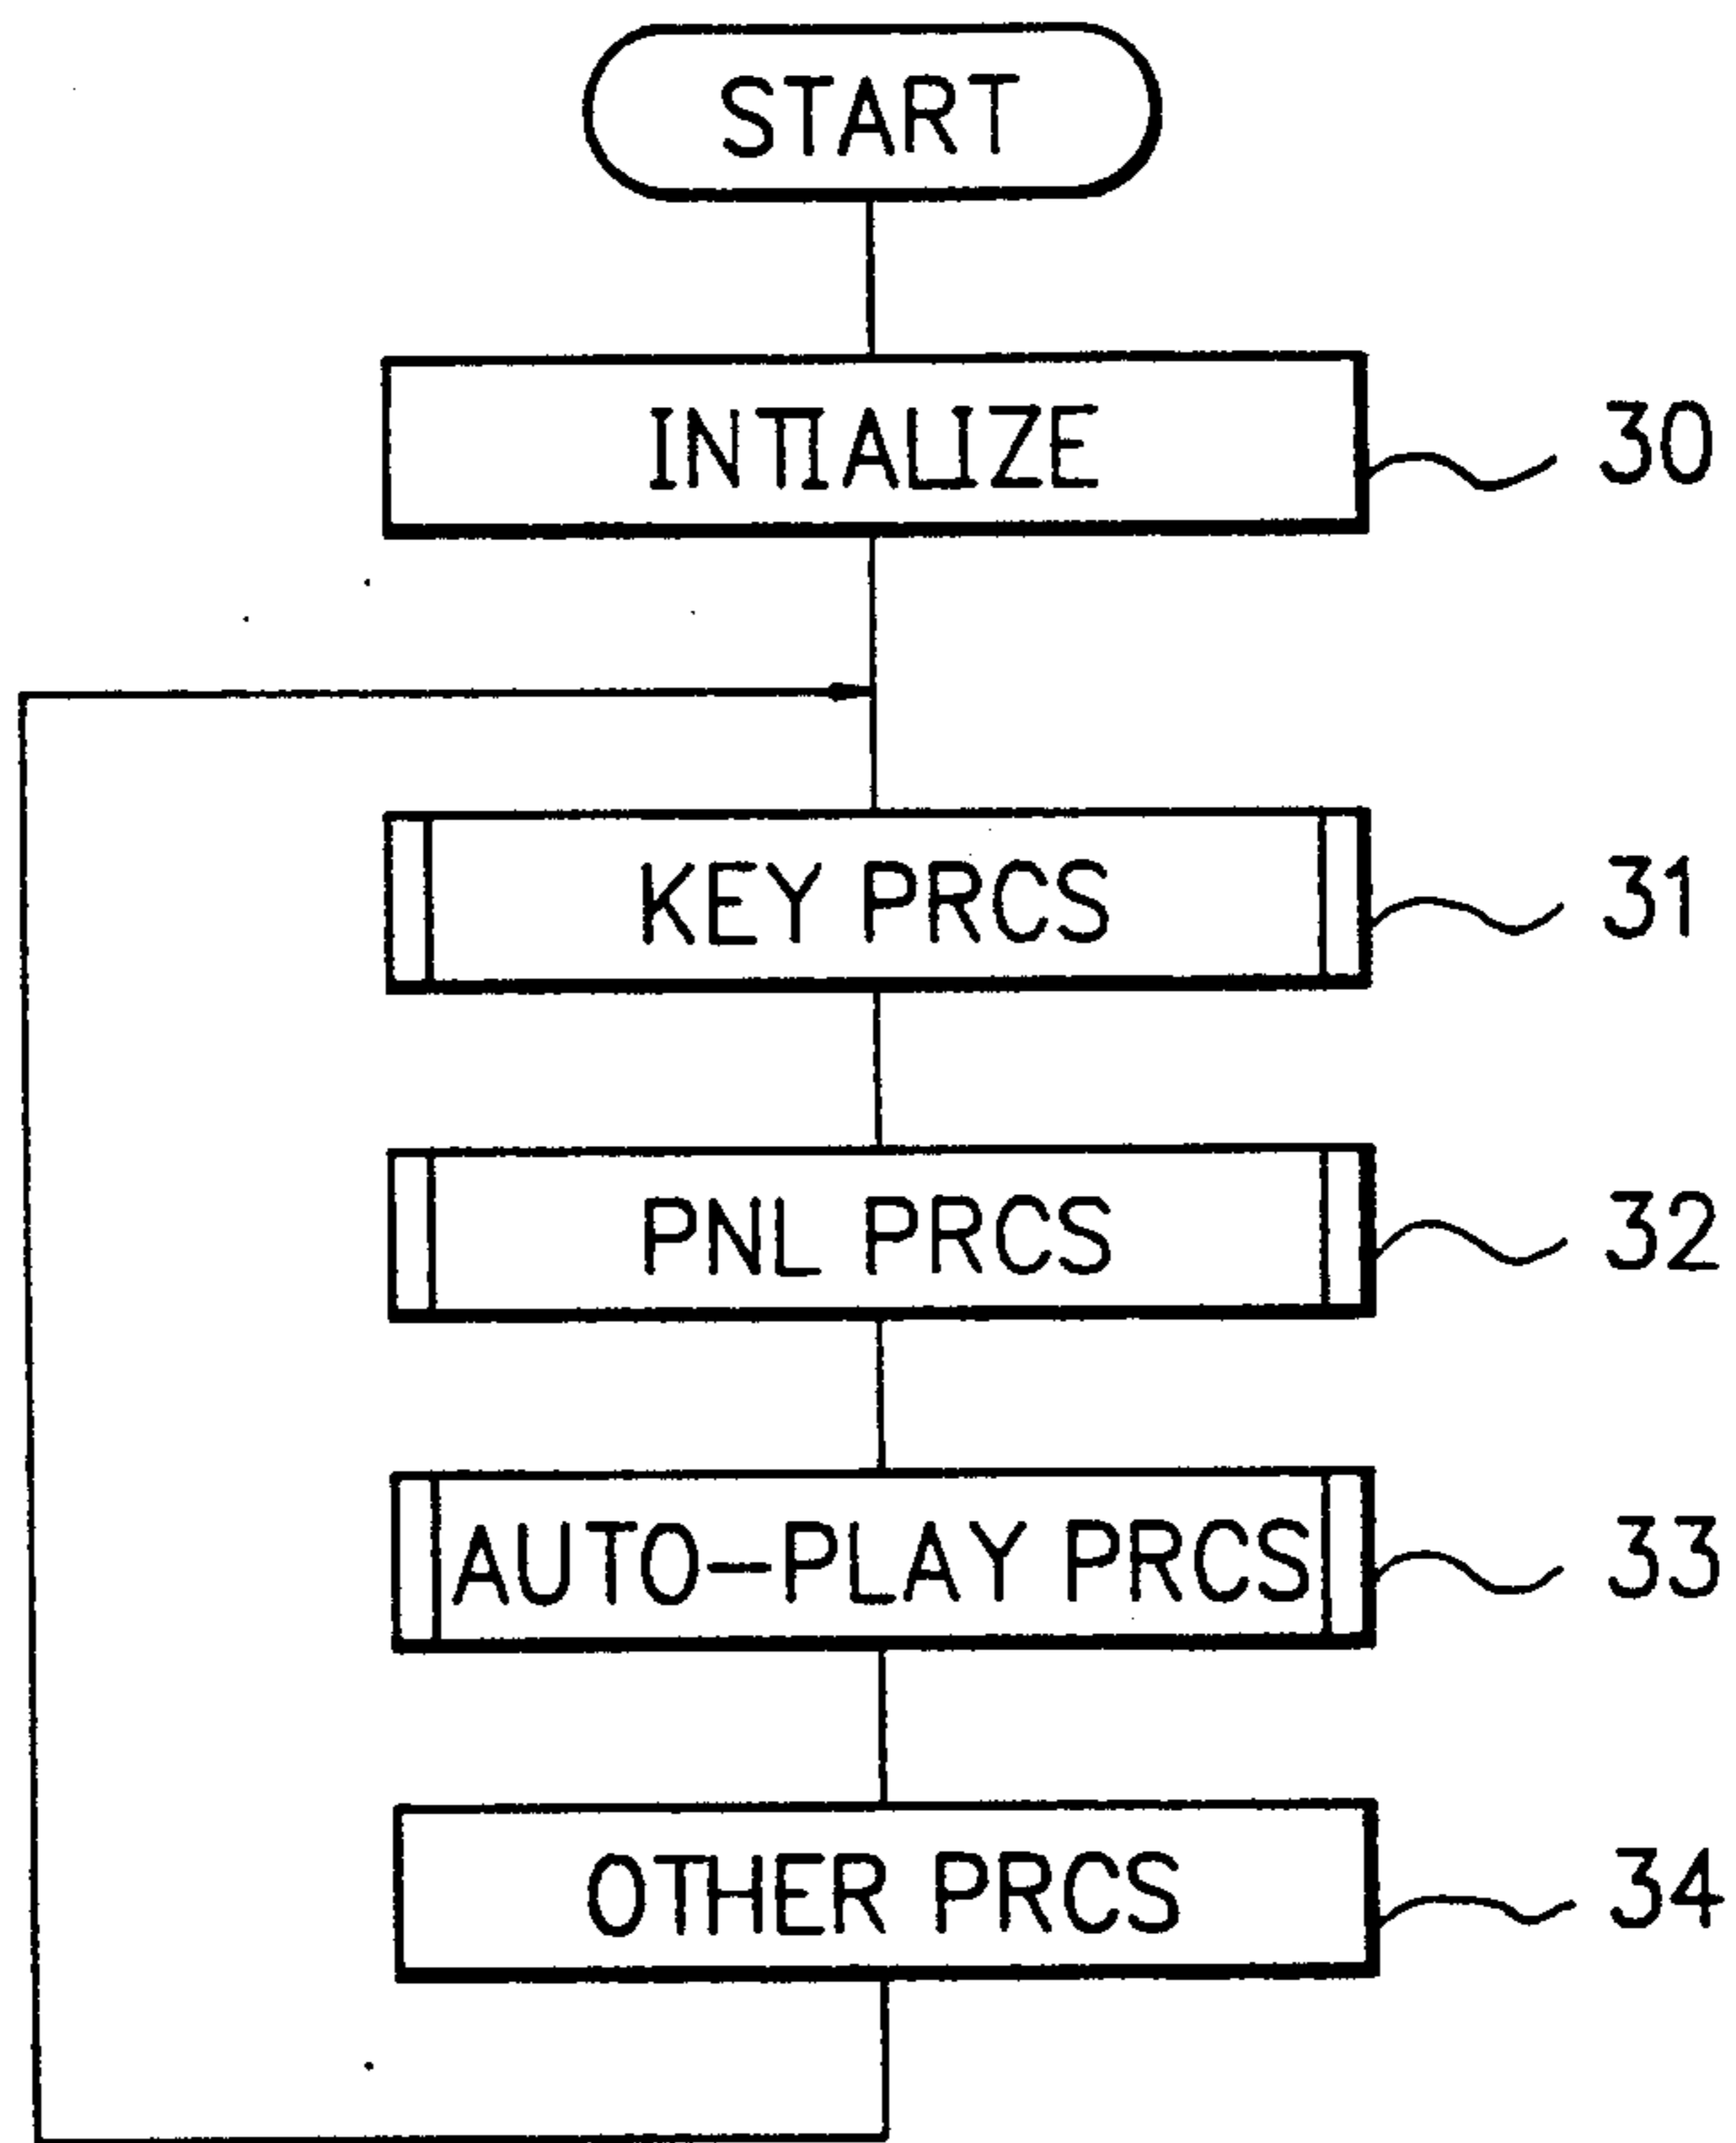 START
INTIALIZE 30
KEY PRCS 31
PNL PRCS 32
AUTO-PLAY PRCS 33
OTHER PRCS 34